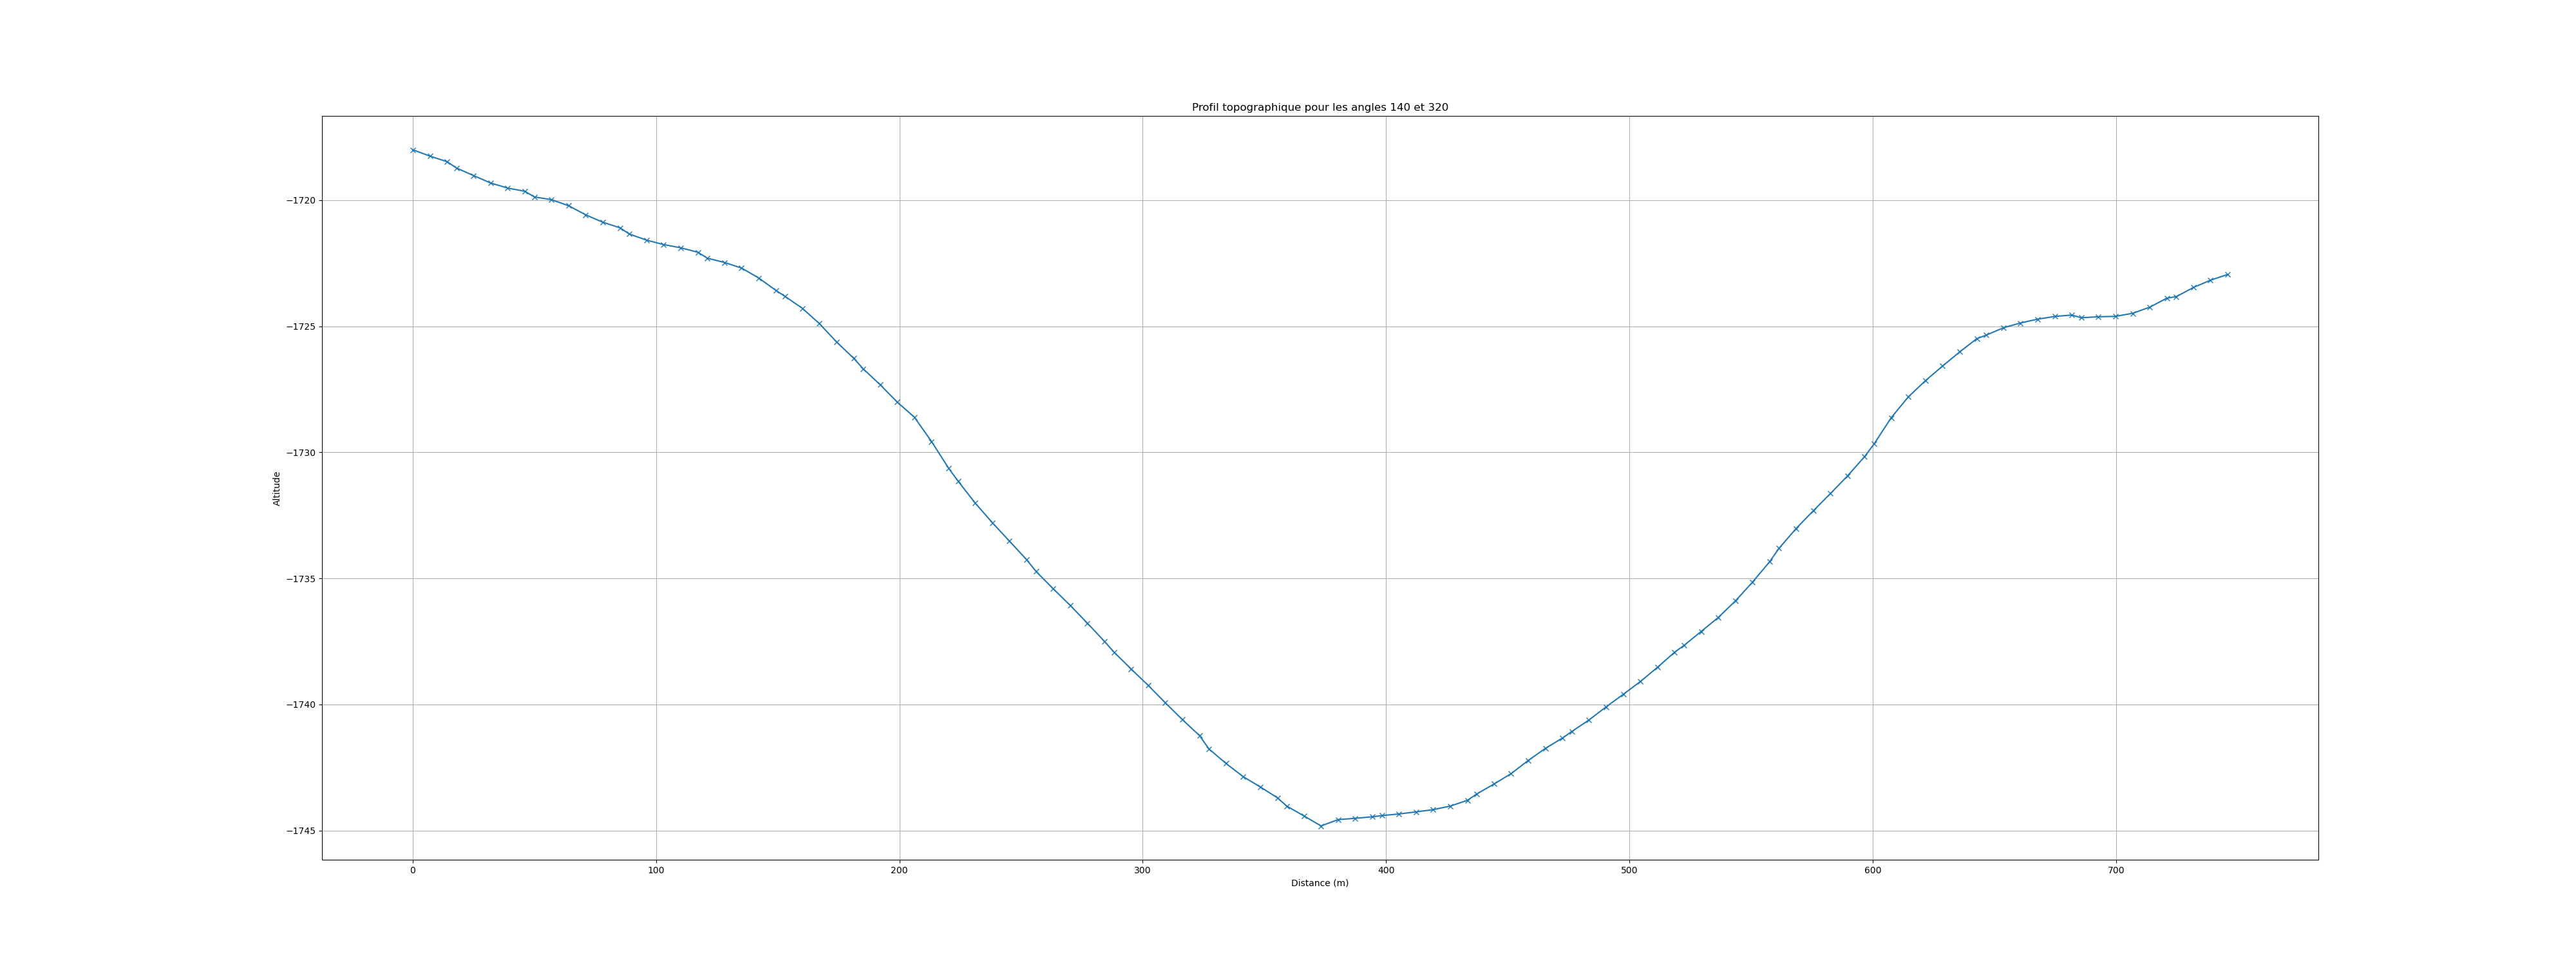 Profil topographique pour les angles 140 et 320
−1720
−1725
−1730
−1735
−1740
−1745
Altitude
0 100 200 300 400 500 600 700
Distance (m)